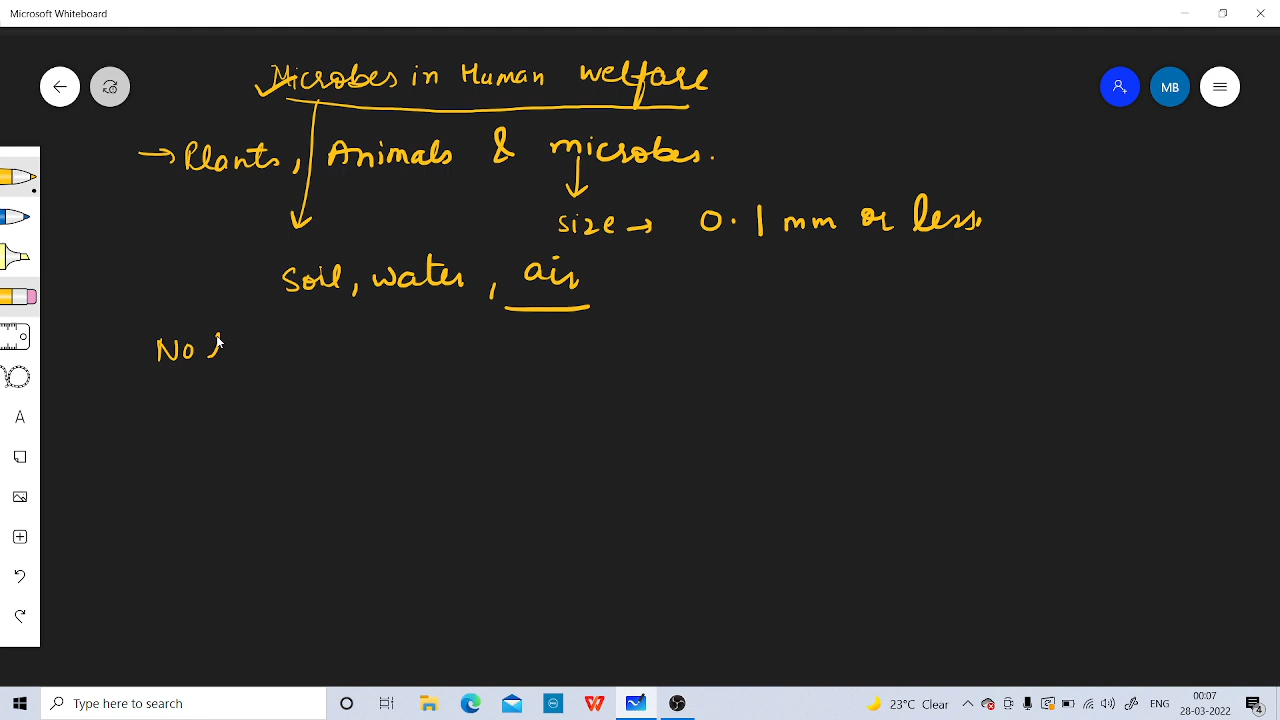 Microsoft Whiteboard
Microbes in Human welfare
MB
→ Plants, Animals & microbes.
size → 0.1 mm or less.
Soil, water, air
No
A
Type here to search
23°C Clear
ENG
00:07
28-03-2022
4